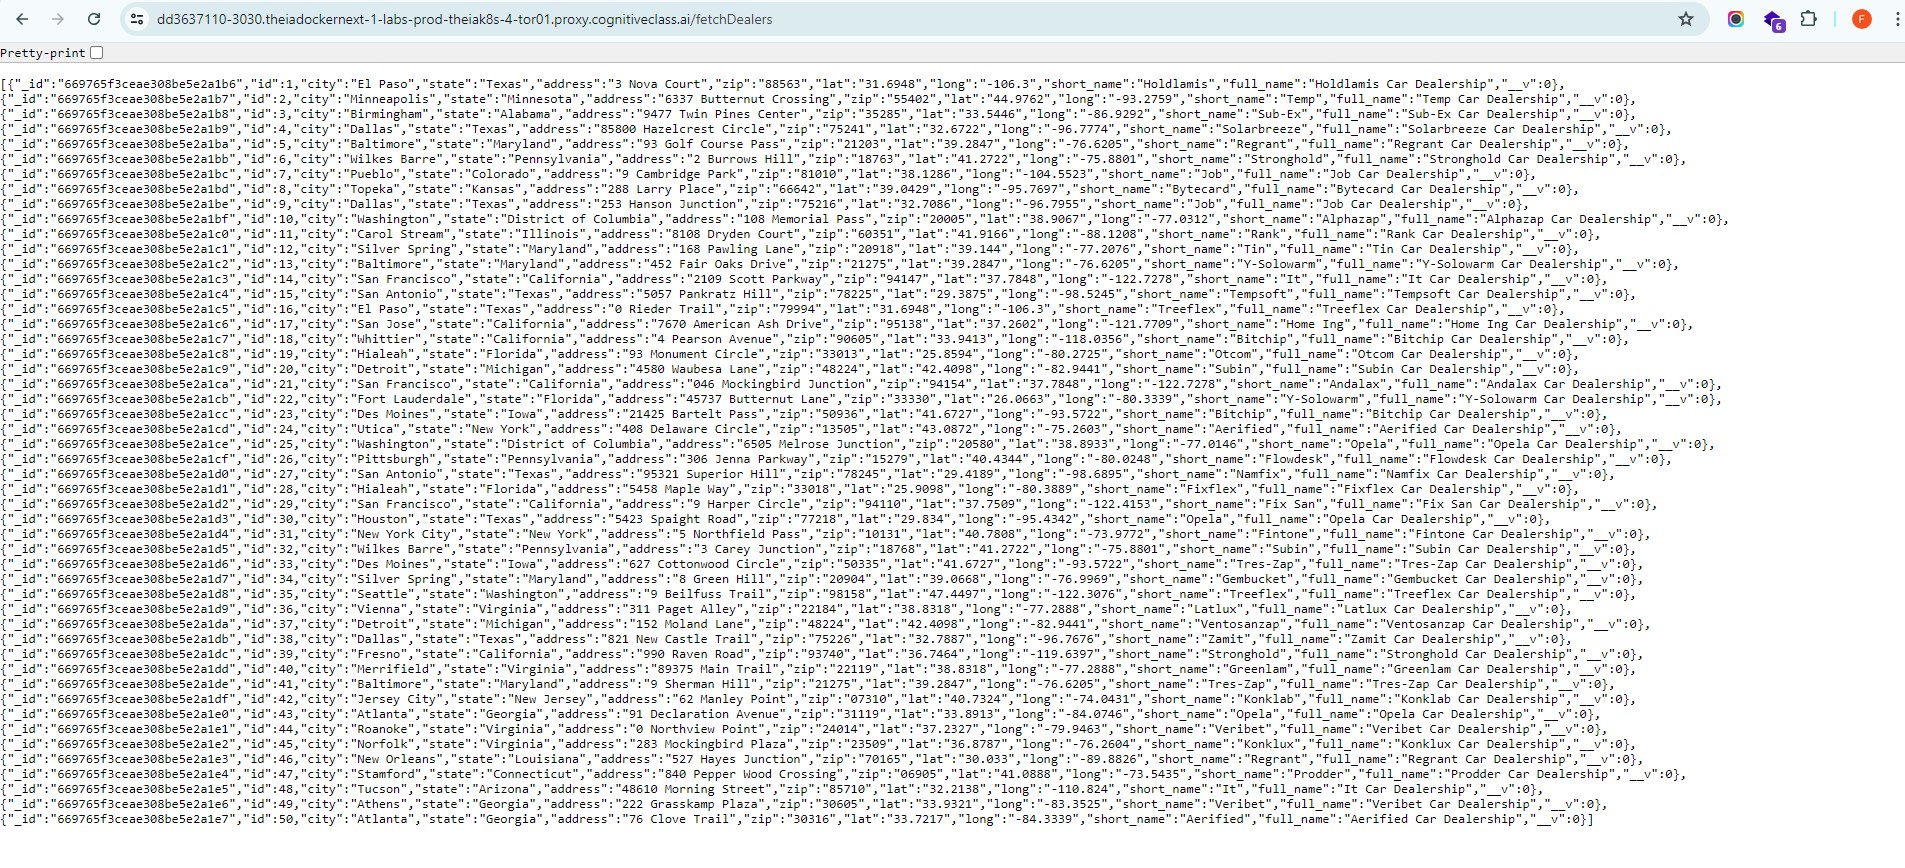 dd3637110-3030.theiadockernext-1-labs-prod-theiak8s-4-tor01.proxy.cognitiveclass.ai/fetchDealers
6
F
Pretty-print
[{"_id":"669765f3ceae308be5e2a1b6","id":1,"city":"El Paso","state":"Texas","address":"3 Nova Court","zip":"88563","lat":"31.6948","long":"-106.3","short_name":"Holdlamis","full_name":"Holdlamis Car Dealership","__v":0},
{"_id":"669765f3ceae308be5e2a1b7","id":2,"city":"Minneapolis","state":"Minnesota","address":"6337 Butternut Crossing","zip":"55402","lat":"44.9762","long":"-93.2759","short_name":"Temp","full_name":"Temp Car Dealership","__v":0},
{"_id":"669765f3ceae308be5e2a1b8","id":3,"city":"Birmingham","state":"Alabama","address":"9477 Twin Pines Center","zip":"35285","lat":"33.5446","long":"-86.9292","short_name":"Sub-Ex","full_name":"Sub-Ex Car Dealership","__v":0},
{"_id":"669765f3ceae308be5e2a1b9","id":4,"city":"Dallas","state":"Texas","address":"85800 Hazelcrest Circle","zip":"75241","lat":"32.6722","long":"-96.7774","short_name":"Solarbreeze","full_name":"Solarbreeze Car Dealership","__v":0},
{"_id":"669765f3ceae308be5e2a1ba","id":5,"city":"Baltimore","state":"Maryland","address":"93 Golf Course Pass","zip":"21203","lat":"39.2847","long":"-76.6205","short_name":"Regrant","full_name":"Regrant Car Dealership","__v":0},
{"_id":"669765f3ceae308be5e2a1bb","id":6,"city":"Wilkes Barre","state":"Pennsylvania","address":"2 Burrows Hill","zip":"18763","lat":"41.2722","long":"-75.8801","short_name":"Stronghold","full_name":"Stronghold Car Dealership","__v":0},
{"_id":"669765f3ceae308be5e2a1bc","id":7,"city":"Pueblo","state":"Colorado","address":"9 Cambridge Park","zip":"81010","lat":"38.1286","long":"-104.5523","short_name":"Job","full_name":"Job Car Dealership","__v":0},
{"_id":"669765f3ceae308be5e2a1bd","id":8,"city":"Topeka","state":"Kansas","address":"288 Larry Place","zip":"66642","lat":"39.0429","long":"-95.7697","short_name":"Bytecard","full_name":"Bytecard Car Dealership","__v":0},
{"_id":"669765f3ceae308be5e2a1be","id":9,"city":"Dallas","state":"Texas","address":"253 Hanson Junction","zip":"75216","lat":"32.7086","long":"-96.7955","short_name":"Job","full_name":"Job Car Dealership","__v":0},
{"_id":"669765f3ceae308be5e2a1bf","id":10,"city":"Washington","state":"District of Columbia","address":"108 Memorial Pass","zip":"20005","lat":"38.9067","long":"-77.0312","short_name":"Alphazap","full_name":"Alphazap Car Dealership","__v":0},
{"_id":"669765f3ceae308be5e2a1c0","id":11,"city":"Carol Stream","state":"Illinois","address":"8108 Dryden Court","zip":"60351","lat":"41.9166","long":"-88.1208","short_name":"Rank","full_name":"Rank Car Dealership","__v":0},
{"_id":"669765f3ceae308be5e2a1c1","id":12,"city":"Silver Spring","state":"Maryland","address":"168 Pawling Lane","zip":"20918","lat":"39.144","long":"-77.2076","short_name":"Tin","full_name":"Tin Car Dealership","__v":0},
{"_id":"669765f3ceae308be5e2a1c2","id":13,"city":"Baltimore","state":"Maryland","address":"452 Fair Oaks Drive","zip":"21275","lat":"39.2847","long":"-76.6205","short_name":"Y-Solowarm","full_name":"Y-Solowarm Car Dealership","__v":0},
{"_id":"669765f3ceae308be5e2a1c3","id":14,"city":"San Francisco","state":"California","address":"2109 Scott Parkway","zip":"94147","lat":"37.7848","long":"-122.7278","short_name":"It","full_name":"It Car Dealership","__v":0},
{"_id":"669765f3ceae308be5e2a1c4","id":15,"city":"San Antonio","state":"Texas","address":"5057 Pankratz Hill","zip":"78225","lat":"29.3875","long":"-98.5245","short_name":"Tempsoft","full_name":"Tempsoft Car Dealership","__v":0},
{"_id":"669765f3ceae308be5e2a1c5","id":16,"city":"El Paso","state":"Texas","address":"0 Rieder Trail","zip":"79994","lat":"31.6948","long":"-106.3","short_name":"Treeflex","full_name":"Treeflex Car Dealership","__v":0},
{"_id":"669765f3ceae308be5e2a1c6","id":17,"city":"San Jose","state":"California","address":"7670 American Ash Drive","zip":"95138","lat":"37.2602","long":"-121.7709","short_name":"Home Ing","full_name":"Home Ing Car Dealership","__v":0},
{"_id":"669765f3ceae308be5e2a1c7","id":18,"city":"Whittier","state":"California","address":"4 Pearson Avenue","zip":"90605","lat":"33.9413","long":"-118.0356","short_name":"Bitchip","full_name":"Bitchip Car Dealership","__v":0},
{"_id":"669765f3ceae308be5e2a1c8","id":19,"city":"Hialeah","state":"Florida","address":"93 Monument Circle","zip":"33013","lat":"25.8594","long":"-80.2725","short_name":"Otcom","full_name":"Otcom Car Dealership","__v":0},
{"_id":"669765f3ceae308be5e2a1c9","id":20,"city":"Detroit","state":"Michigan","address":"4580 Waubesa Lane","zip":"48224","lat":"42.4098","long":"-82.9441","short_name":"Subin","full_name":"Subin Car Dealership","__v":0},
{"_id":"669765f3ceae308be5e2a1ca","id":21,"city":"San Francisco","state":"California","address":"046 Mockingbird Junction","zip":"94154","lat":"37.7848","long":"-122.7278","short_name":"Andalax","full_name":"Andalax Car Dealership","__v":0},
{"_id":"669765f3ceae308be5e2a1cb","id":22,"city":"Fort Lauderdale","state":"Florida","address":"45737 Butternut Lane","zip":"33330","lat":"26.0663","long":"-80.3339","short_name":"Y-Solowarm","full_name":"Y-Solowarm Car Dealership","__v":0},
{"_id":"669765f3ceae308be5e2a1cc","id":23,"city":"Des Moines","state":"Iowa","address":"21425 Bartelt Pass","zip":"50936","lat":"41.6727","long":"-93.5722","short_name":"Bitchip","full_name":"Bitchip Car Dealership","__v":0},
{"_id":"669765f3ceae308be5e2a1cd","id":24,"city":"Utica","state":"New York","address":"408 Delaware Circle","zip":"13505","lat":"43.0872","long":"-75.2603","short_name":"Aerified","full_name":"Aerified Car Dealership","__v":0},
{"_id":"669765f3ceae308be5e2a1ce","id":25,"city":"Washington","state":"District of Columbia","address":"6505 Melrose Junction","zip":"20580","lat":"38.8933","long":"-77.0146","short_name":"Opela","full_name":"Opela Car Dealership","__v":0},
{"_id":"669765f3ceae308be5e2a1cf","id":26,"city":"Pittsburgh","state":"Pennsylvania","address":"306 Jenna Parkway","zip":"15279","lat":"40.4344","long":"-80.0248","short_name":"Flowdesk","full_name":"Flowdesk Car Dealership","__v":0},
{"_id":"669765f3ceae308be5e2a1d0","id":27,"city":"San Antonio","state":"Texas","address":"95321 Superior Hill","zip":"78245","lat":"29.4189","long":"-98.6895","short_name":"Namfix","full_name":"Namfix Car Dealership","__v":0},
{"_id":"669765f3ceae308be5e2a1d1","id":28,"city":"Hialeah","state":"Florida","address":"5458 Maple Way","zip":"33018","lat":"25.9098","long":"-80.3889","short_name":"Fixflex","full_name":"Fixflex Car Dealership","__v":0},
{"_id":"669765f3ceae308be5e2a1d2","id":29,"city":"San Francisco","state":"California","address":"9 Harper Circle","zip":"94110","lat":"37.7509","long":"-122.4153","short_name":"Fix San","full_name":"Fix San Car Dealership","__v":0},
{"_id":"669765f3ceae308be5e2a1d3","id":30,"city":"Houston","state":"Texas","address":"5423 Spaight Road","zip":"77218","lat":"29.834","long":"-95.4342","short_name":"Opela","full_name":"Opela Car Dealership","__v":0},
{"_id":"669765f3ceae308be5e2a1d4","id":31,"city":"New York City","state":"New York","address":"5 Northfield Pass","zip":"10131","lat":"40.7808","long":"-73.9772","short_name":"Fintone","full_name":"Fintone Car Dealership","__v":0},
{"_id":"669765f3ceae308be5e2a1d5","id":32,"city":"Wilkes Barre","state":"Pennsylvania","address":"3 Carey Junction","zip":"18768","lat":"41.2722","long":"-75.8801","short_name":"Subin","full_name":"Subin Car Dealership","__v":0},
{"_id":"669765f3ceae308be5e2a1d6","id":33,"city":"Des Moines","state":"Iowa","address":"627 Cottonwood Circle","zip":"50335","lat":"41.6727","long":"-93.5722","short_name":"Tres-Zap","full_name":"Tres-Zap Car Dealership","__v":0},
{"_id":"669765f3ceae308be5e2a1d7","id":34,"city":"Silver Spring","state":"Maryland","address":"8 Green Hill","zip":"20904","lat":"39.0668","long":"-76.9969","short_name":"Gembucket","full_name":"Gembucket Car Dealership","__v":0},
{"_id":"669765f3ceae308be5e2a1d8","id":35,"city":"Seattle","state":"Washington","address":"9 Beilfuss Trail","zip":"98158","lat":"47.4497","long":"-122.3076","short_name":"Treeflex","full_name":"Treeflex Car Dealership","__v":0},
{"_id":"669765f3ceae308be5e2a1d9","id":36,"city":"Vienna","state":"Virginia","address":"311 Paget Alley","zip":"22184","lat":"38.8318","long":"-77.2888","short_name":"Latlux","full_name":"Latlux Car Dealership","__v":0},
{"_id":"669765f3ceae308be5e2a1da","id":37,"city":"Detroit","state":"Michigan","address":"152 Moland Lane","zip":"48224","lat":"42.4098","long":"-82.9441","short_name":"Ventosanzap","full_name":"Ventosanzap Car Dealership","__v":0},
{"_id":"669765f3ceae308be5e2a1db","id":38,"city":"Dallas","state":"Texas","address":"821 New Castle Trail","zip":"75226","lat":"32.7887","long":"-96.7676","short_name":"Zamit","full_name":"Zamit Car Dealership","__v":0},
{"_id":"669765f3ceae308be5e2a1dc","id":39,"city":"Fresno","state":"California","address":"990 Raven Road","zip":"93740","lat":"36.7464","long":"-119.6397","short_name":"Stronghold","full_name":"Stronghold Car Dealership","__v":0},
{"_id":"669765f3ceae308be5e2a1dd","id":40,"city":"Merrifield","state":"Virginia","address":"89375 Main Trail","zip":"22119","lat":"38.8318","long":"-77.2888","short_name":"Greenlam","full_name":"Greenlam Car Dealership","__v":0},
{"_id":"669765f3ceae308be5e2a1de","id":41,"city":"Baltimore","state":"Maryland","address":"9 Sherman Hill","zip":"21275","lat":"39.2847","long":"-76.6205","short_name":"Tres-Zap","full_name":"Tres-Zap Car Dealership","__v":0},
{"_id":"669765f3ceae308be5e2a1df","id":42,"city":"Jersey City","state":"New Jersey","address":"62 Manley Point","zip":"07310","lat":"40.7324","long":"-74.0431","short_name":"Konklab","full_name":"Konklab Car Dealership","__v":0},
{"_id":"669765f3ceae308be5e2a1e0","id":43,"city":"Atlanta","state":"Georgia","address":"91 Declaration Avenue","zip":"31119","lat":"33.8913","long":"-84.0746","short_name":"Opela","full_name":"Opela Car Dealership","__v":0},
{"_id":"669765f3ceae308be5e2a1e1","id":44,"city":"Roanoke","state":"Virginia","address":"0 Northview Point","zip":"24014","lat":"37.2327","long":"-79.9463","short_name":"Veribet","full_name":"Veribet Car Dealership","__v":0},
{"_id":"669765f3ceae308be5e2a1e2","id":45,"city":"Norfolk","state":"Virginia","address":"283 Mockingbird Plaza","zip":"23509","lat":"36.8787","long":"-76.2604","short_name":"Konklux","full_name":"Konklux Car Dealership","__v":0},
{"_id":"669765f3ceae308be5e2a1e3","id":46,"city":"New Orleans","state":"Louisiana","address":"527 Hayes Junction","zip":"70165","lat":"30.033","long":"-89.8826","short_name":"Regrant","full_name":"Regrant Car Dealership","__v":0},
{"_id":"669765f3ceae308be5e2a1e4","id":47,"city":"Stamford","state":"Connecticut","address":"840 Pepper Wood Crossing","zip":"06905","lat":"41.0888","long":"-73.5435","short_name":"Prodder","full_name":"Prodder Car Dealership","__v":0},
{"_id":"669765f3ceae308be5e2a1e5","id":48,"city":"Tucson","state":"Arizona","address":"48610 Morning Street","zip":"85710","lat":"32.2138","long":"-110.824","short_name":"It","full_name":"It Car Dealership","__v":0},
{"_id":"669765f3ceae308be5e2a1e6","id":49,"city":"Athens","state":"Georgia","address":"222 Grasskamp Plaza","zip":"30605","lat":"33.9321","long":"-83.3525","short_name":"Veribet","full_name":"Veribet Car Dealership","__v":0},
{"_id":"669765f3ceae308be5e2a1e7","id":50,"city":"Atlanta","state":"Georgia","address":"76 Clove Trail","zip":"30316","lat":"33.7217","long":"-84.3339","short_name":"Aerified","full_name":"Aerified Car Dealership","__v":0}]